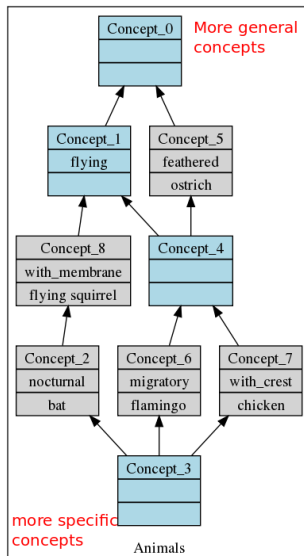 Concept_0
More general
concepts
Concept_1
flying
Concept_5
feathered
ostrich
Concept_8
with_membrane
flying squirrel
Concept_4
Concept_2
nocturnal
bat
Concept_6
migratory
flamingo
Concept_7
with_crest
chicken
Concept_3
more specific
concepts
Animals